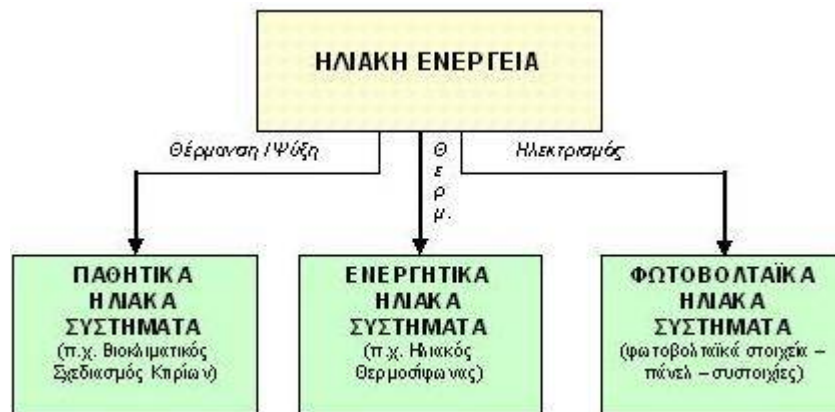 ΗΛΙΑΚΗ ΕΝΕΡΓΕΙΑ
Θέρμανση / Ψύξη
Θερμ.
Ηλεκτρισμός
ΠΑΘΗΤΙΚΑ
ΗΛΙΑΚΑ
ΣΥΣΤΗΜΑΤΑ
(π.χ. Βιοκλιματικός
Σχεδιασμός Κτιρίων)
ΕΝΕΡΓΗΤΙΚΑ
ΗΛΙΑΚΑ
ΣΥΣΤΗΜΑΤΑ
(π.χ. Ηλιακός
Θερμοσίφωνας)
ΦΩΤΟΒΟΛΤΑΪΚΑ
ΗΛΙΑΚΑ
ΣΥΣΤΗΜΑΤΑ
(φωτοβολταϊκά στοιχεία –
πάνελ – συστοιχίες)